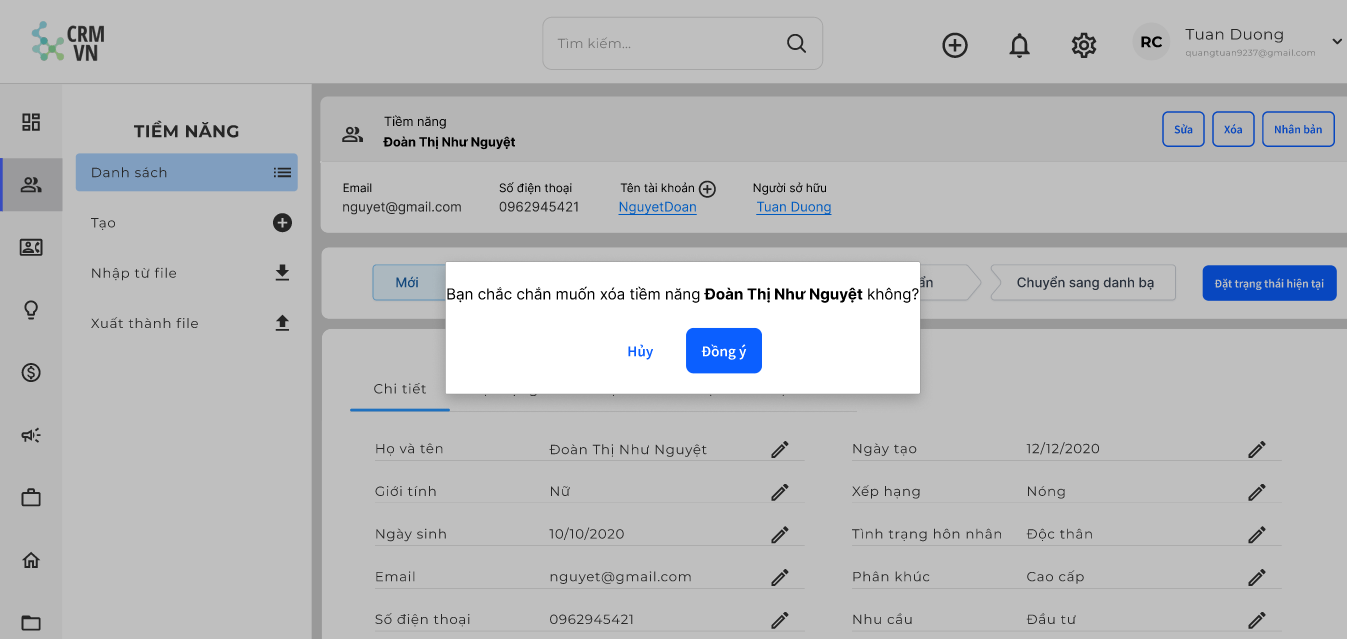 CRM
VN
Tìm kiếm...
RC
Tuan Duong
quangtuan9237@gmail.com
TIỀM NĂNG
Danh sách
Tạo
Nhập từ file
Xuất thành file
Tiềm năng
Đoàn Thị Như Nguyệt
Sửa
Xóa
Nhân bản
Email
Số điện thoại
Tên tài khoản
Người sở hữu
nguyet@gmail.com
0962945421
NguyetDoan
Tuan Duong
Mới
Chuyển sang danh bạ
Đặt trạng thái hiện tại
Bạn chắc chắn muốn xóa tiềm năng Đoàn Thị Như Nguyệt không?
Hủy
Đồng ý
Chi tiết
Họ và tên
Đoàn Thị Như Nguyệt
Ngày tạo
12/12/2020
Giới tính
Nữ
Xếp hạng
Nóng
Ngày sinh
10/10/2020
Tình trạng hôn nhân
Độc thân
Email
nguyet@gmail.com
Phân khúc
Cao cấp
Số điện thoại
0962945421
Nhu cầu
Đầu tư